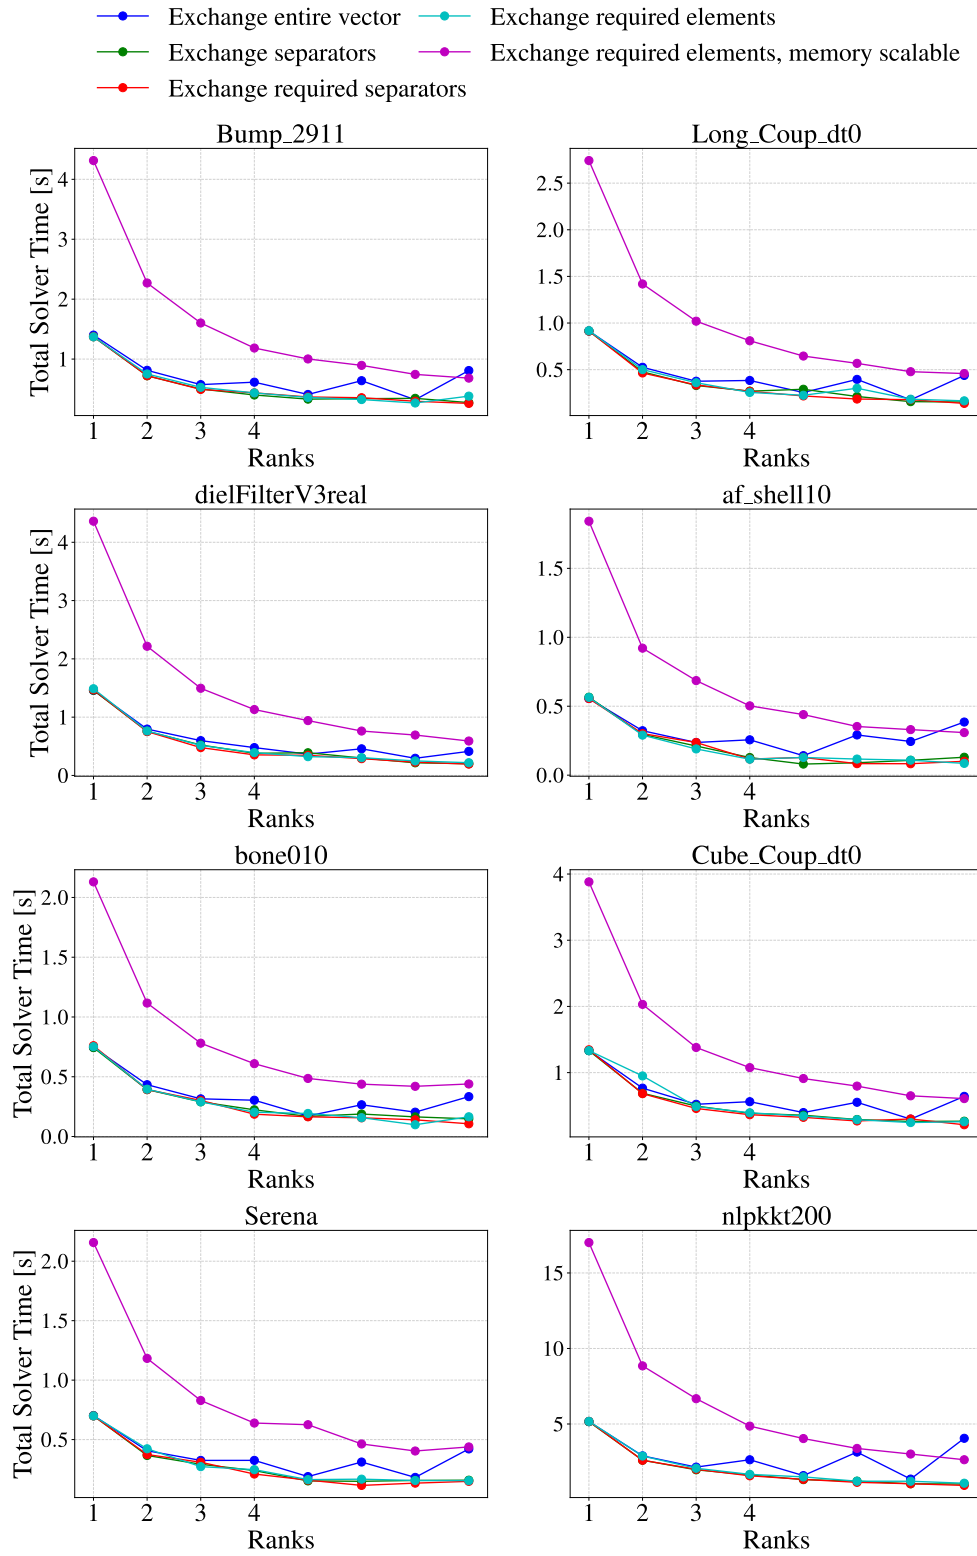 Exchange entire vector
Exchange required elements
Exchange separators
Exchange required elements, memory scalable
Exchange required separators
Bump_2911
Long_Coup_dt0
Total Solver Time [s]
4
3
2
1
2.5
2.0
1.5
1.0
0.5
1 2 3 4
1 2 3 4
Ranks
Ranks
dielFilterV3real
af_shell10
Total Solver Time [s]
4
3
2
1
0
1.5
1.0
0.5
0.0
1 2 3 4
1 2 3 4
Ranks
Ranks
bone010
Cube_Coup_dt0
Total Solver Time [s]
2.0
1.5
1.0
0.5
0.0
4
3
2
1
1 2 3 4
1 2 3 4
Ranks
Ranks
Serena
nlpkkt200
Total Solver Time [s]
2.0
1.5
1.0
0.5
15
10
5
1 2 3 4
1 2 3 4
Ranks
Ranks